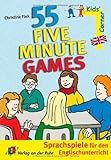 Christine Fink
Kids'
Corner
55
FIVE
MINUTE
GAMES
Sprachspiele für den
Englischunterricht
Verlag an der Ruhr